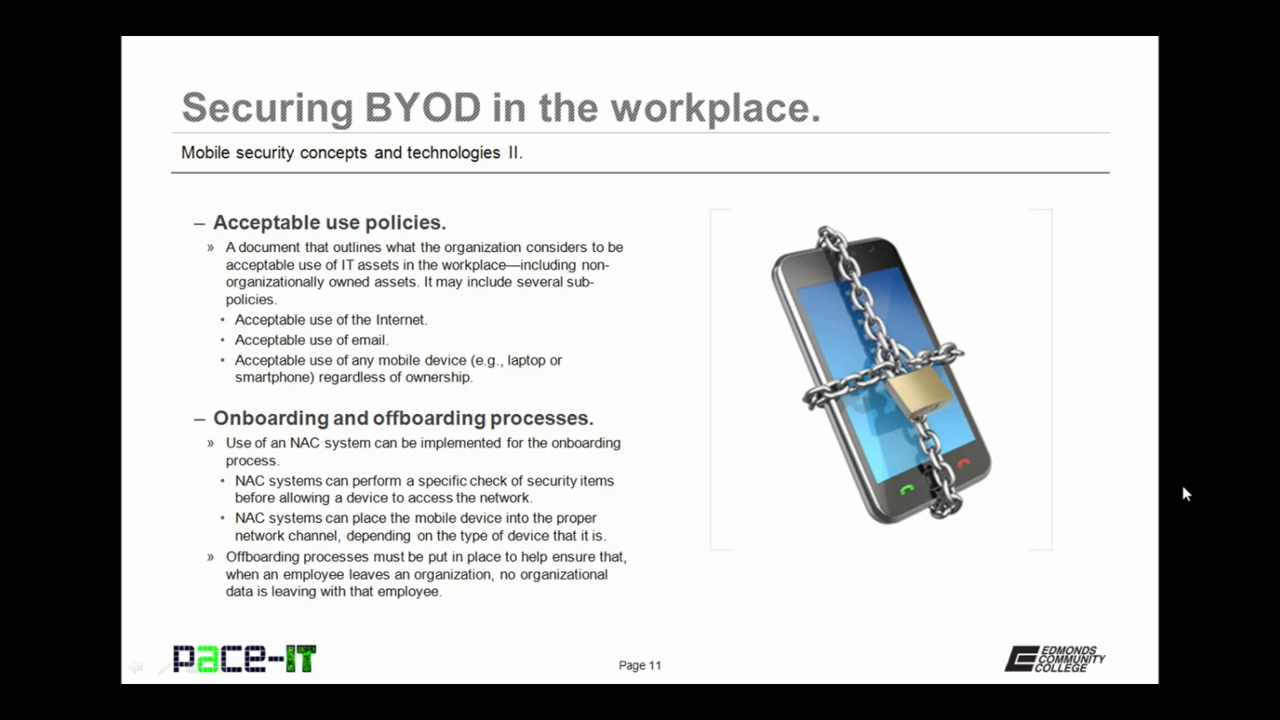 Securing BYOD in the workplace.
Mobile security concepts and technologies II.
– Acceptable use policies.
» A document that outlines what the organization considers to be
acceptable use of IT assets in the workplace—including non-
organizationally owned assets. It may include several sub-
policies.
• Acceptable use of the Internet.
• Acceptable use of email.
• Acceptable use of any mobile device (e.g., laptop or
smartphone) regardless of ownership.
– Onboarding and offboarding processes.
» Use of an NAC system can be implemented for the onboarding
process.
• NAC systems can perform a specific check of security items
before allowing a device to access the network.
• NAC systems can place the mobile device into the proper
network channel, depending on the type of device that it is.
» Offboarding processes must be put in place to help ensure that,
when an employee leaves an organization, no organizational
data is leaving with that employee.
pace-IT
Page 11
EDMONDS
COMMUNITY
COLLEGE